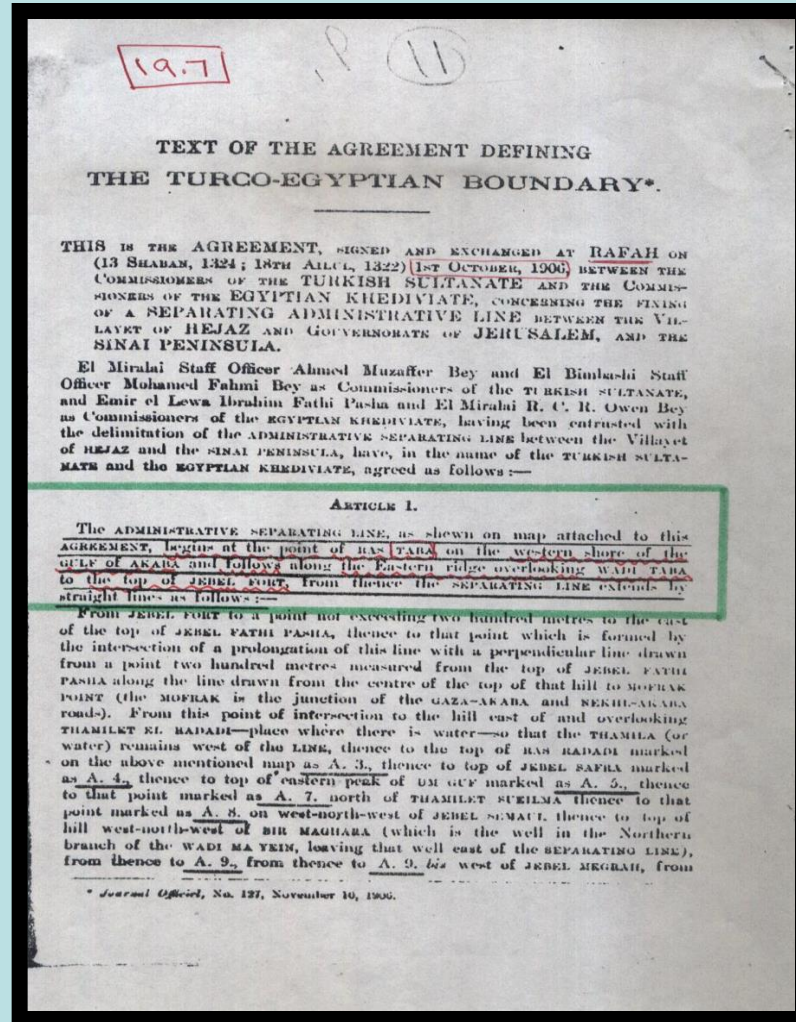 19.7
11
TEXT OF THE AGREEMENT DEFINING
THE TURCO-EGYPTIAN BOUNDARY*.
THIS IS THE AGREEMENT, SIGNED AND EXCHANGED AT RAFAH ON
(13 SHABAN, 1324; 18TH AILUL, 1322) (1ST OCTOBER, 1906) BETWEEN THE
COMMISSIONERS OF THE TURKISH SULTANATE AND THE COMMIS-
SIONERS OF THE EGYPTIAN KHEDIVIATE, CONCERNING THE FIXING
OF A SEPARATING ADMINISTRATIVE LINE BETWEEN THE VIL-
LAYET OF HEJAZ AND GOUVERNORATE OF JERUSALEM, AND THE
SINAI PENINSULA.
El Miralai Staff Officer Ahmed Muzaffer Bey and El Bimbashi Staff
Officer Mohamed Fahmi Bey as Commissioners of the TURKISH SULTANATE,
and Emir el Lewa Ibrahim Fathi Pasha and El Miralai R. C. R. Owen Bey
as Commissioners of the EGYPTIAN KHEDIVIATE, having been entrusted with
the delimitation of the ADMINISTRATIVE SEPARATING LINE between the Villayet
of HEJAZ and the SINAI PENINSULA, have, in the name of the TURKISH SULTA-
NATE and the EGYPTIAN KHEDIVIATE, agreed as follows :—
ARTICLE 1.
The ADMINISTRATIVE SEPARATING LINE, as shewn on map attached to this
AGREEMENT, begins at the point of RAS TABA on the western shore of the
GULF OF AKABA and follows along the Eastern ridge overlooking WADI TABA
to the top of JEBEL FORT, from thence the SEPARATING LINE extends by
straight lines as follows :—
From JEBEL FORT to a point not exceeding two hundred metres to the east
of the top of JEBEL FATHI PASHA, thence to that point which is formed by
the intersection of a prolongation of this line with a perpendicular line drawn
from a point two hundred metres measured from the top of JEBEL FATHI
PASHA along the line drawn from the centre of the top of that hill to MOFRAK
POINT (the MOFRAK is the junction of the GAZA-AKABA and NEKHL-AKABA
roads). From this point of intersection to the hill east of and overlooking
THAMILET EL RADADI—place where there is water—so that the THAMILA (or
water) remains west of the LINE, thence to the top of RAS RADADI marked
on the above mentioned map as A. 3., thence to top of JEBEL SAFRA marked
as A. 4., thence to top of eastern peak of UM GUF marked as A. 5., thence
to that point marked as A. 7. north of THAMILET SUEILMA thence to that
point marked as A. 8. on west-north-west of JEBEL SEMAUI thence to top of
hill west-north-west of BIR MAGHARA (which is the well in the Northern
branch of the WADI MA YEIN, leaving that well east of the SEPARATING LINE),
from thence to A. 9., from thence to A. 9. bis west of JEBEL MEGRAH, from
* Journal Officiel, No. 127, November 10, 1906.